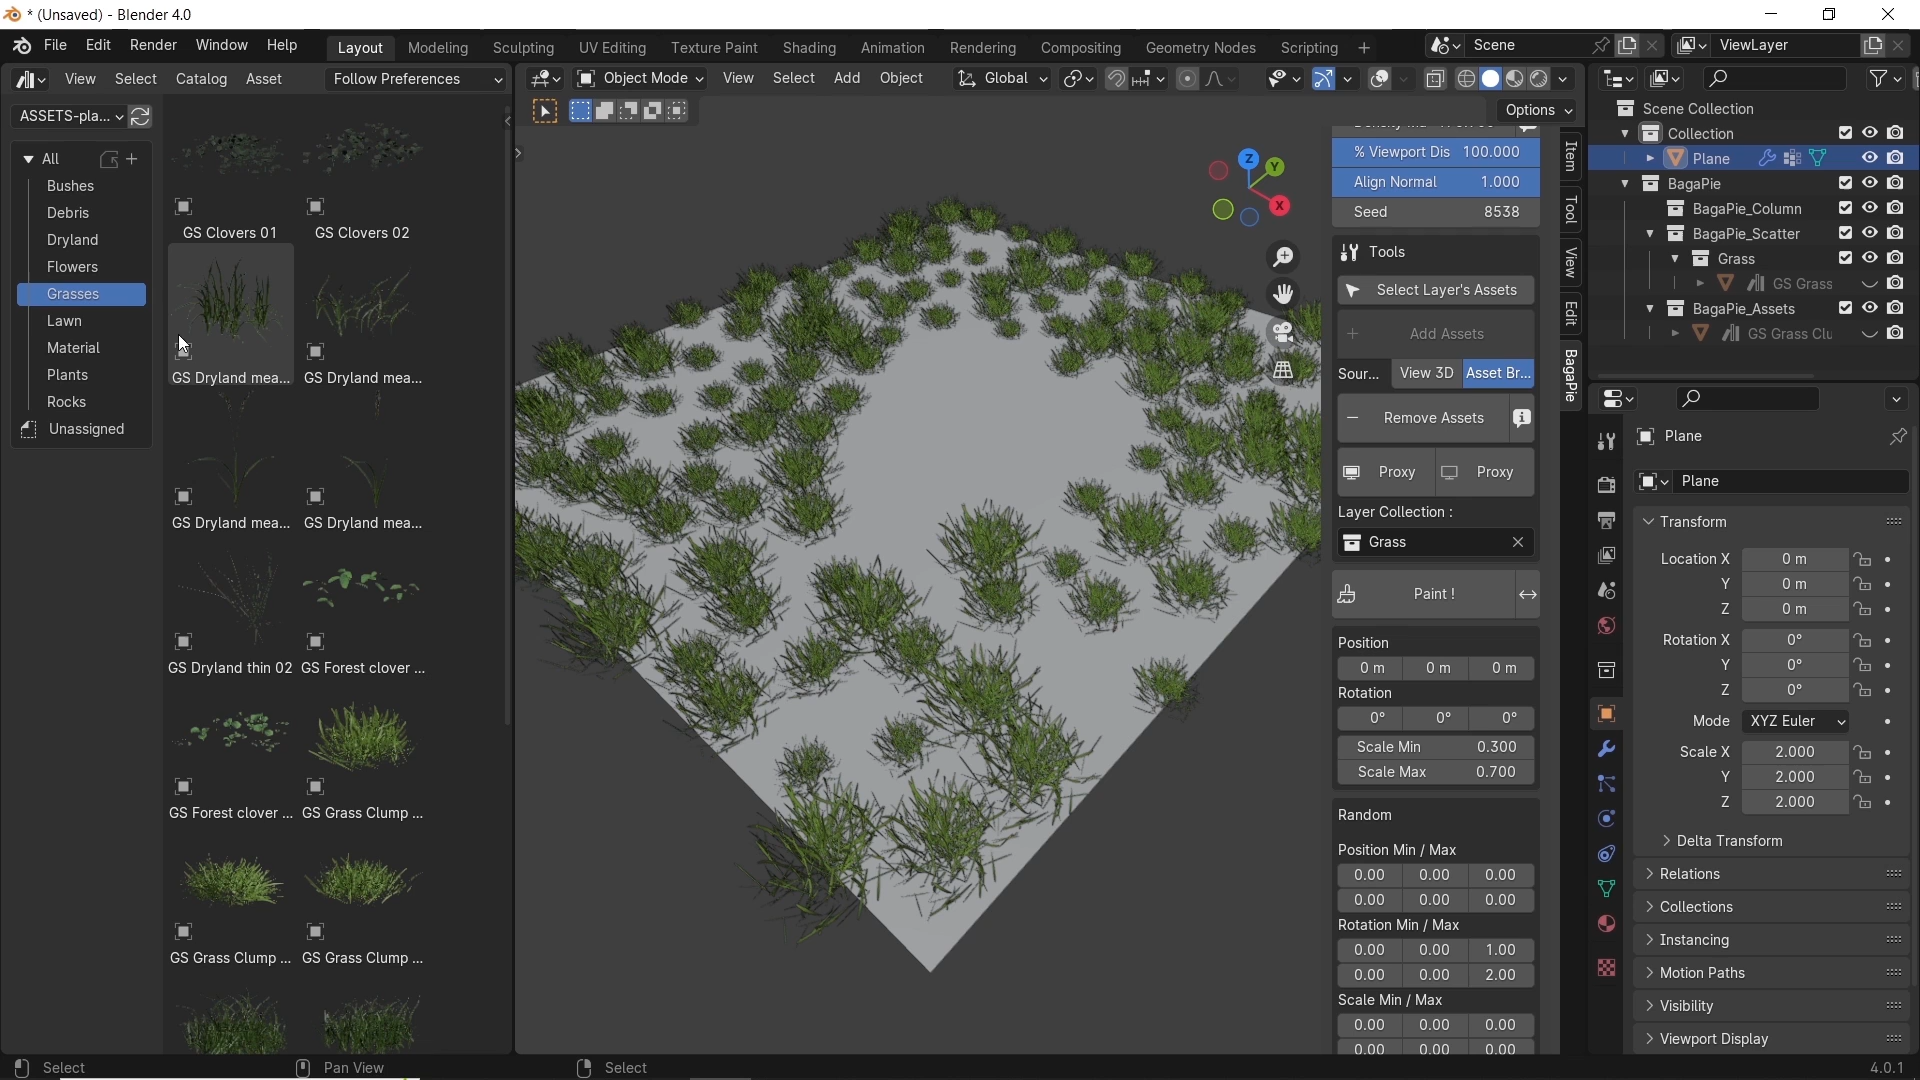 * (Unsaved) - Blender 4.0
File Edit Render Window Help
Layout Modeling Sculpting UV Editing Texture Paint Shading Animation Rendering Compositing Geometry Nodes Scripting +
Scene
ViewLayer
View Select Catalog Asset
Follow Preferences
ASSETS-pla...
All
Bushes
Debris
Dryland
Flowers
Grasses
Lawn
Material
Plants
Rocks
Unassigned
GS Clovers 01 GS Clovers 02
GS Dryland mea... GS Dryland mea...
GS Dryland mea... GS Dryland mea...
GS Dryland thin 02 GS Forest clover ...
GS Forest clover ... GS Grass Clump ...
GS Grass Clump ... GS Grass Clump ...
Object Mode View Select Add Object
Global
Options
Z
Y
X
% Viewport Dis 100.000
Align Normal 1.000
Seed 8538
Tools
Select Layer's Assets
+ Add Assets
Sour... View 3D Asset Br...
Remove Assets
Proxy Proxy
Layer Collection :
Grass
Paint !
Position
0 m 0 m 0 m
Rotation
0° 0° 0°
Scale Min 0.300
Scale Max 0.700
Random
Position Min / Max
0.00 0.00 0.00
0.00 0.00 0.00
Rotation Min / Max
0.00 0.00 1.00
0.00 0.00 2.00
Scale Min / Max
0.00 0.00 0.00
0.00 0.00 0.00
Item
Tool
View
Edit
BagaPie
Scene Collection
Collection
Plane
BagaPie
BagaPie_Column
BagaPie_Scatter
Grass
GS Grass
BagaPie_Assets
GS Grass Clu
Plane
Plane
Transform
Location X 0 m
Y 0 m
Z 0 m
Rotation X 0°
Y 0°
Z 0°
Mode XYZ Euler
Scale X 2.000
Y 2.000
Z 2.000
Delta Transform
Relations
Collections
Instancing
Motion Paths
Visibility
Viewport Display
Select
Pan View
Select
4.0.1